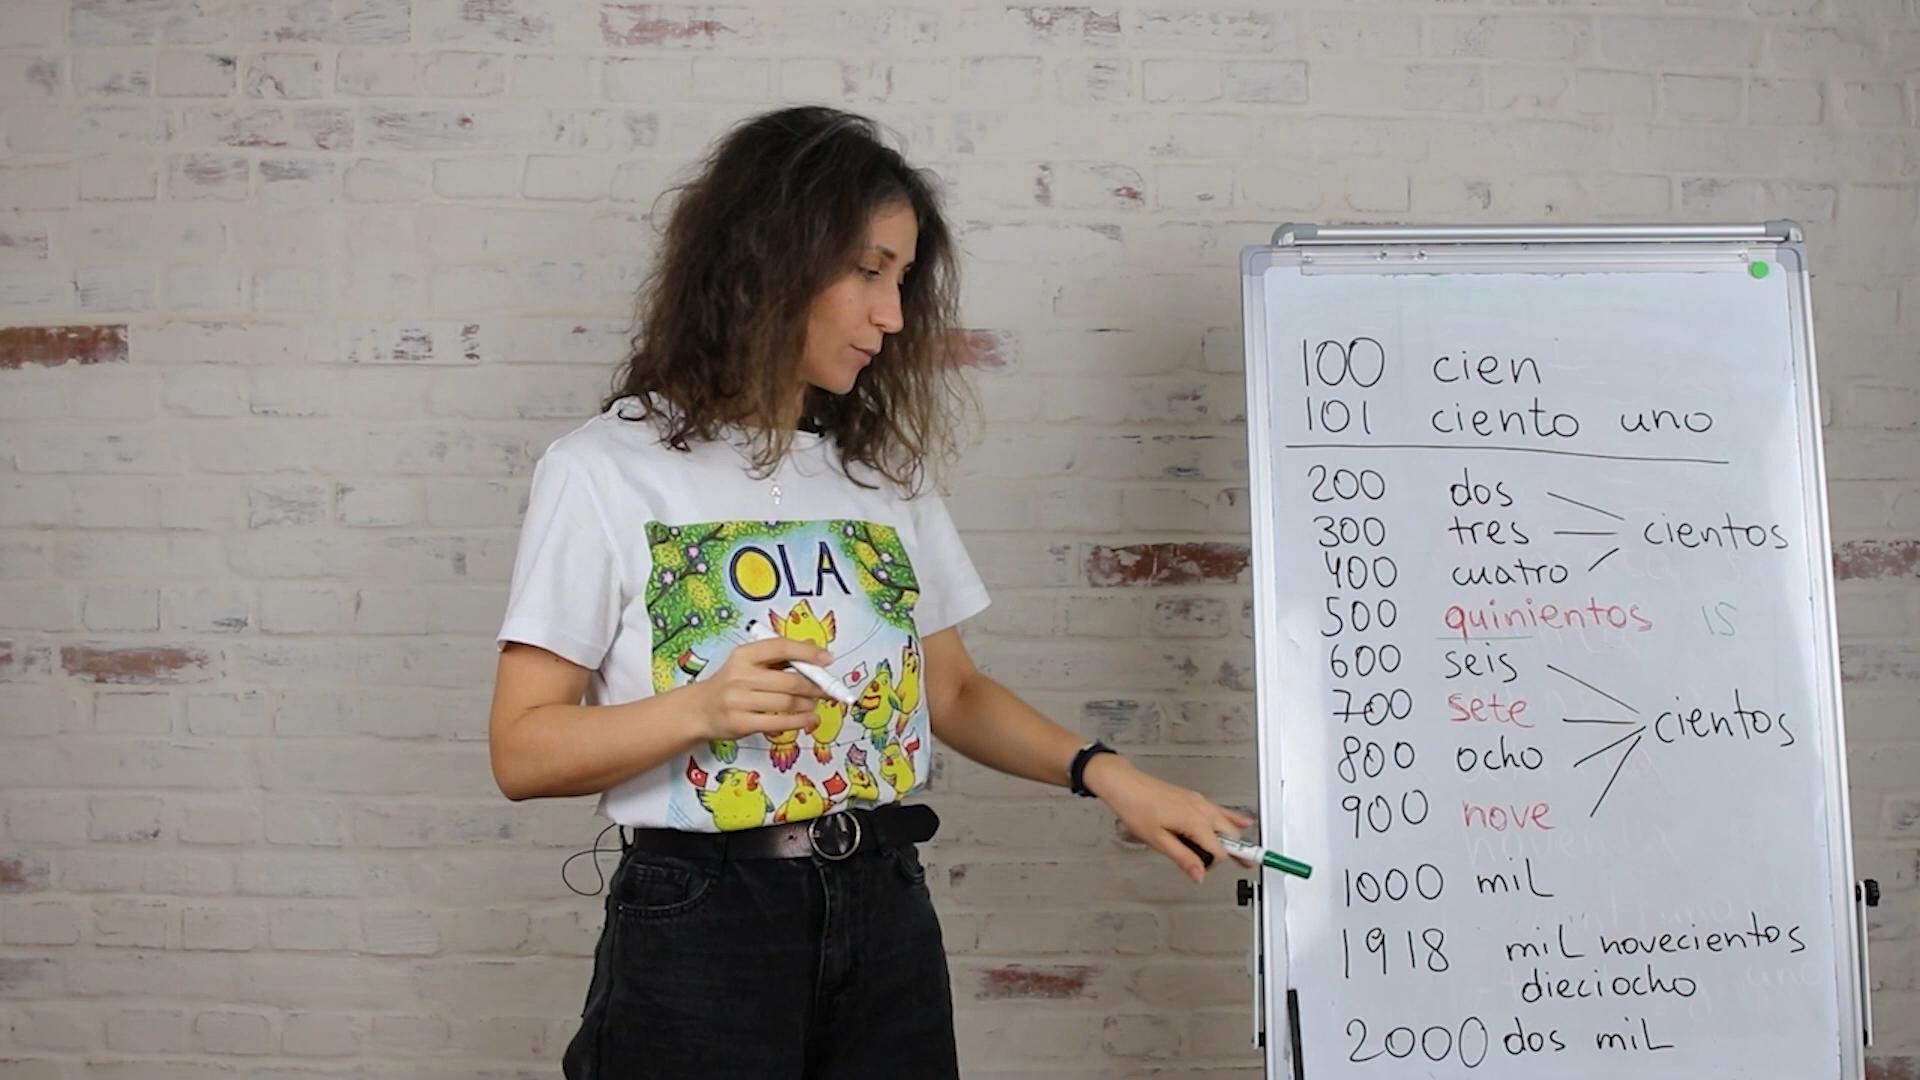 OLA
100 cien
101 ciento uno
200 dos
300 tres cientos
400 cuatro
500 quinientos 15
600 seis
700 sete cientos
800 ocho
900 nove
1000 mil
1918 mil novecientos
dieciocho
2000 dos mil